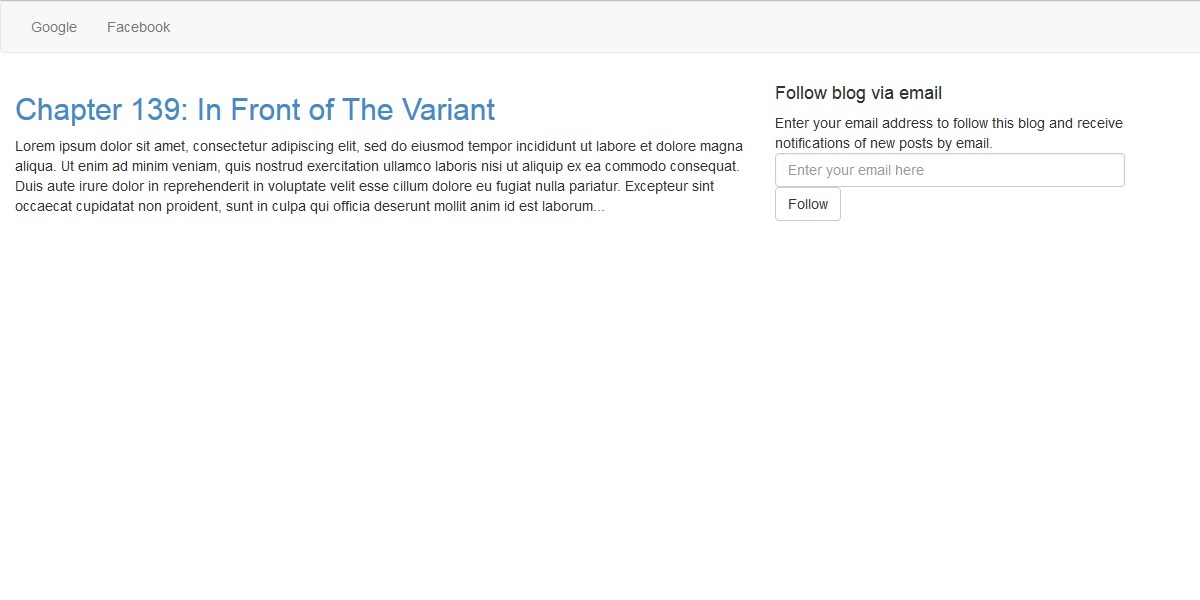 Google Facebook
Chapter 139: In Front of The Variant
Lorem ipsum dolor sit amet, consectetur adipiscing elit, sed do eiusmod tempor incididunt ut labore et dolore magna
aliqua. Ut enim ad minim veniam, quis nostrud exercitation ullamco laboris nisi ut aliquip ex ea commodo consequat.
Duis aute irure dolor in reprehenderit in voluptate velit esse cillum dolore eu fugiat nulla pariatur. Excepteur sint
occaecat cupidatat non proident, sunt in culpa qui officia deserunt mollit anim id est laborum...
Follow blog via email
Enter your email address to follow this blog and receive
notifications of new posts by email.
Enter your email here
Follow